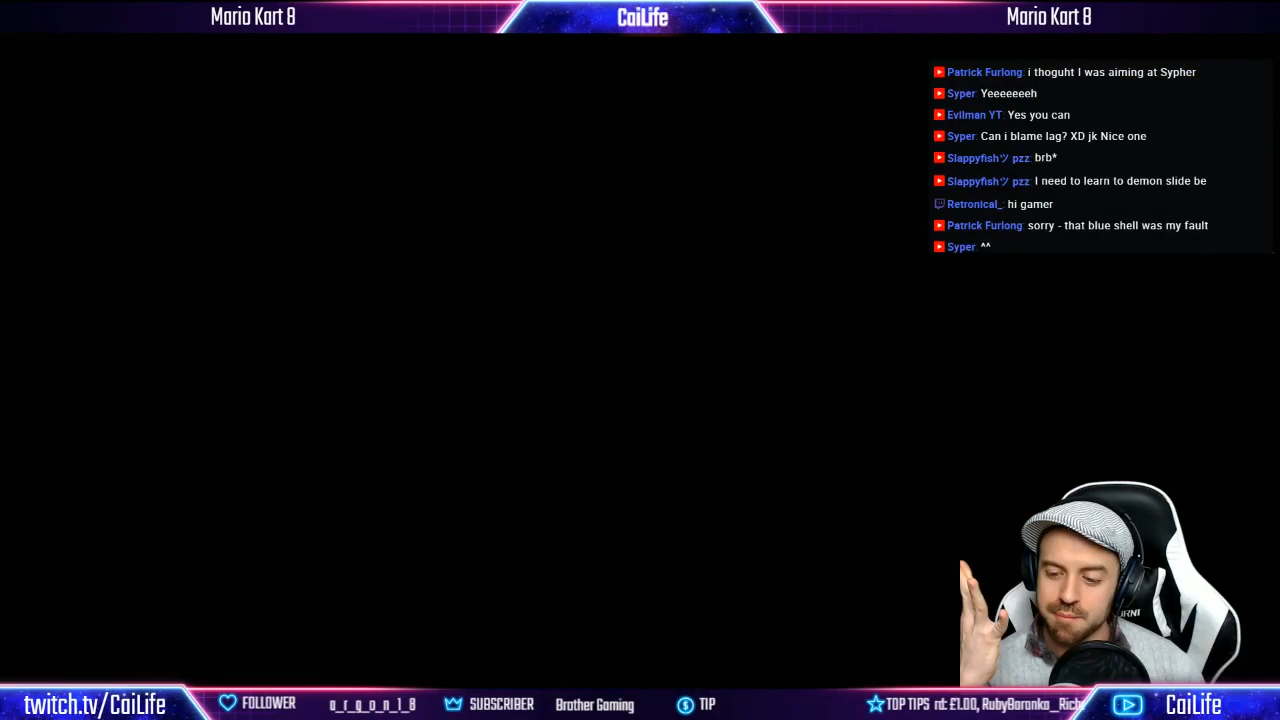 Mario Kart 8
CaiLife
Mario Kart 8
Patrick Furlong: i thoguht I was aiming at Sypher
Syper: Yeeeeeeeh
Evilman YT: Yes you can
Syper: Can i blame lag? XD jk Nice one
Slappyfishツ pzz: brb*
Slappyfishツ pzz: I need to learn to demon slide be
Retronical_: hi gamer
Patrick Furlong: sorry - that blue shell was my fault
Syper: ^^
twitch.tv/CaiLife
FOLLOWER
SUBSCRIBER
Brother Gaming
TIP
TOP TIPS
£1.00,
CaiLife